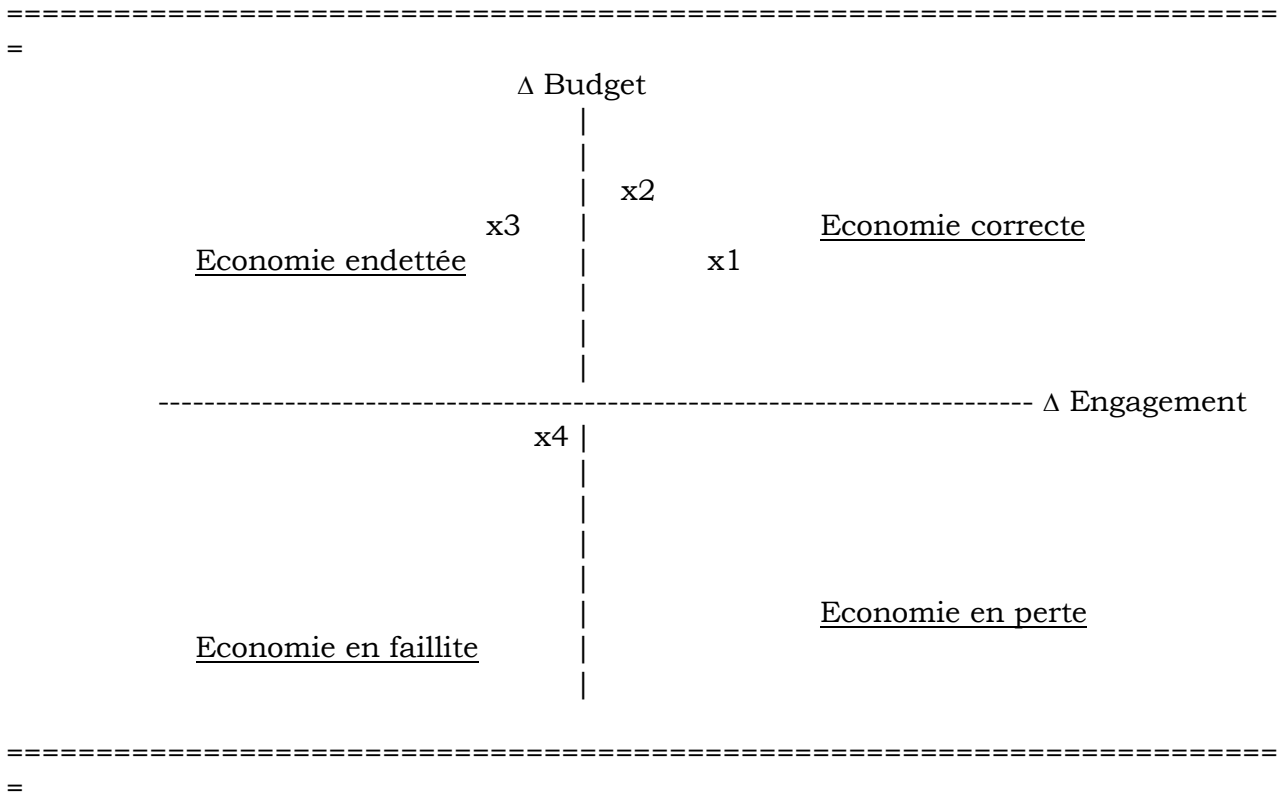 =======================================================================
=
∆ Budget
|
|
| x2
x3 | Economie correcte
Economie endettée | x1
|
|
|
---------------------------------------------------------------------------- ∆ Engagement
x4 |
|
|
|
|
| Economie en perte
Economie en faillite |
|
=======================================================================
=